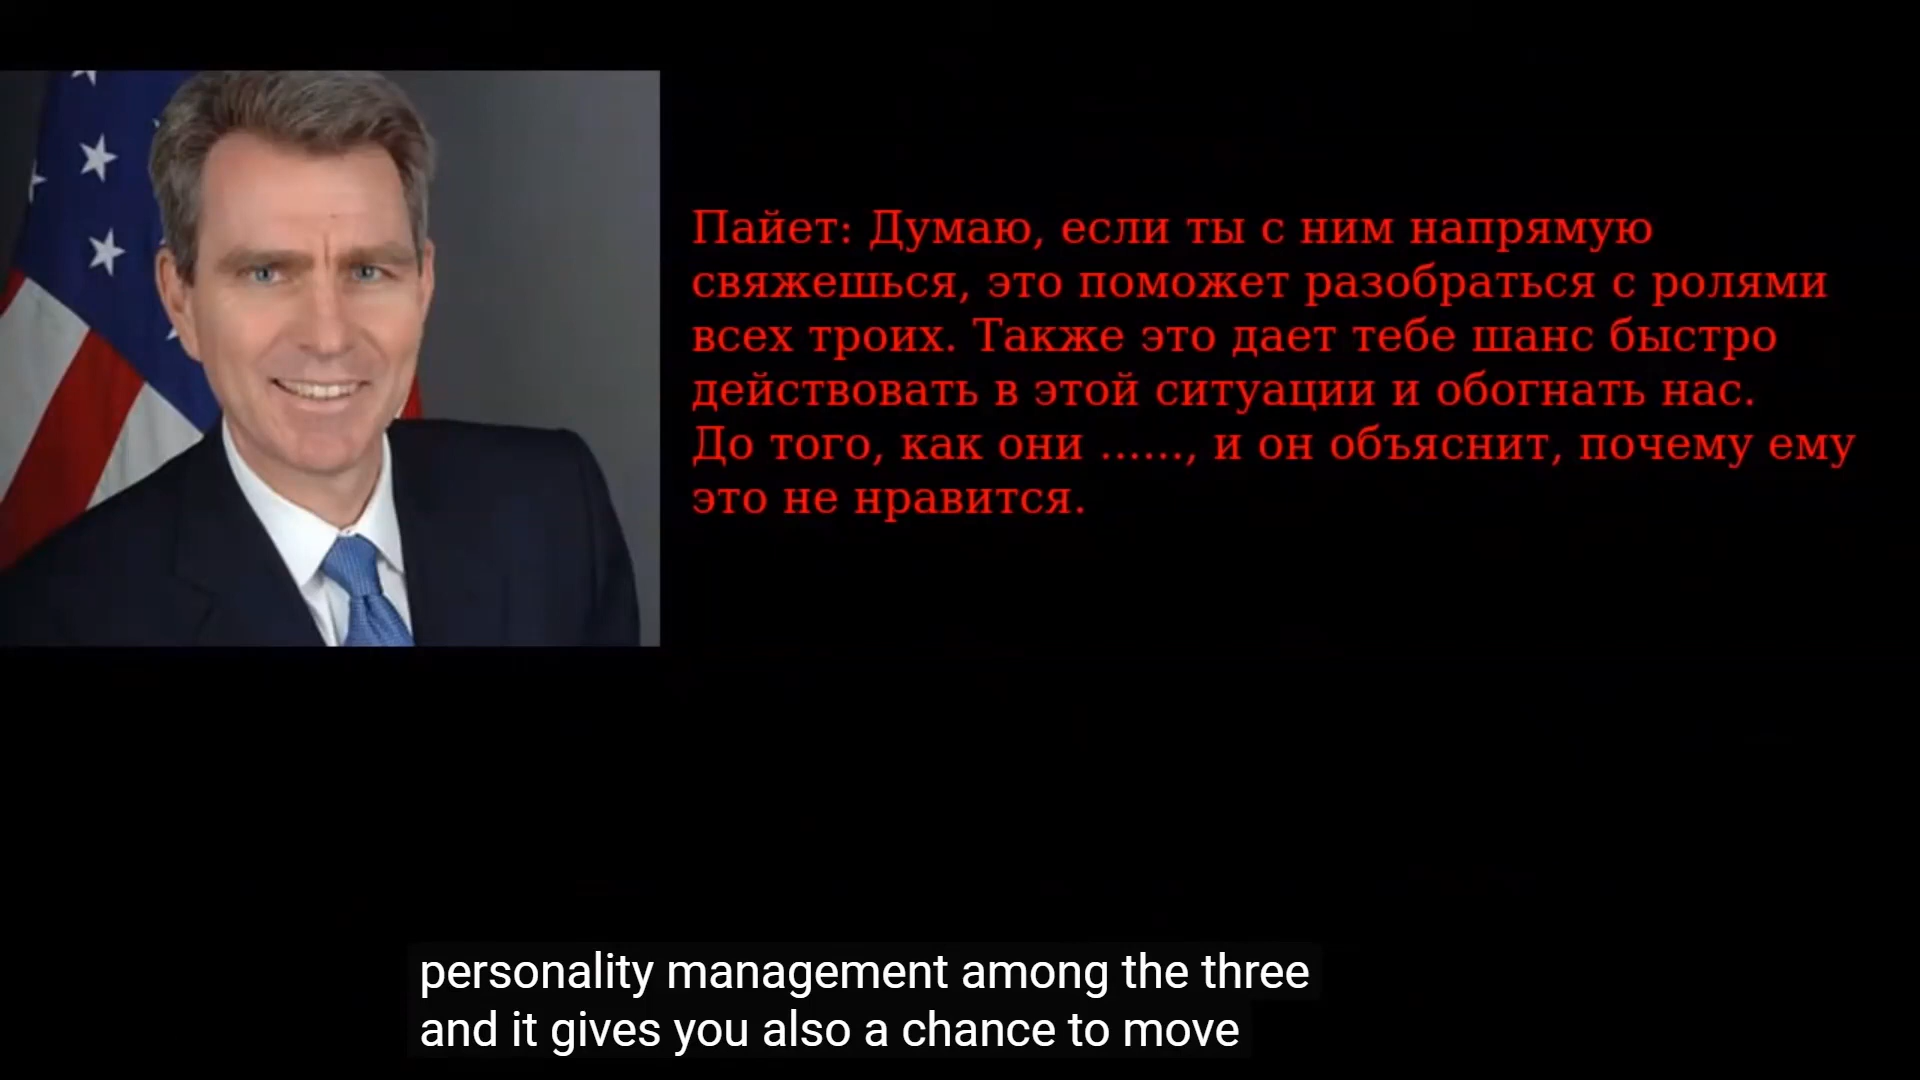 Пайет: Думаю, если ты с ним напрямую
свяжешься, это поможет разобраться с ролями
всех троих. Также это дает тебе шанс быстро
действовать в этой ситуации и обогнать нас.
До того, как они ......, и он объяснит, почему ему
это не нравится.
personality management among the three
and it gives you also a chance to move